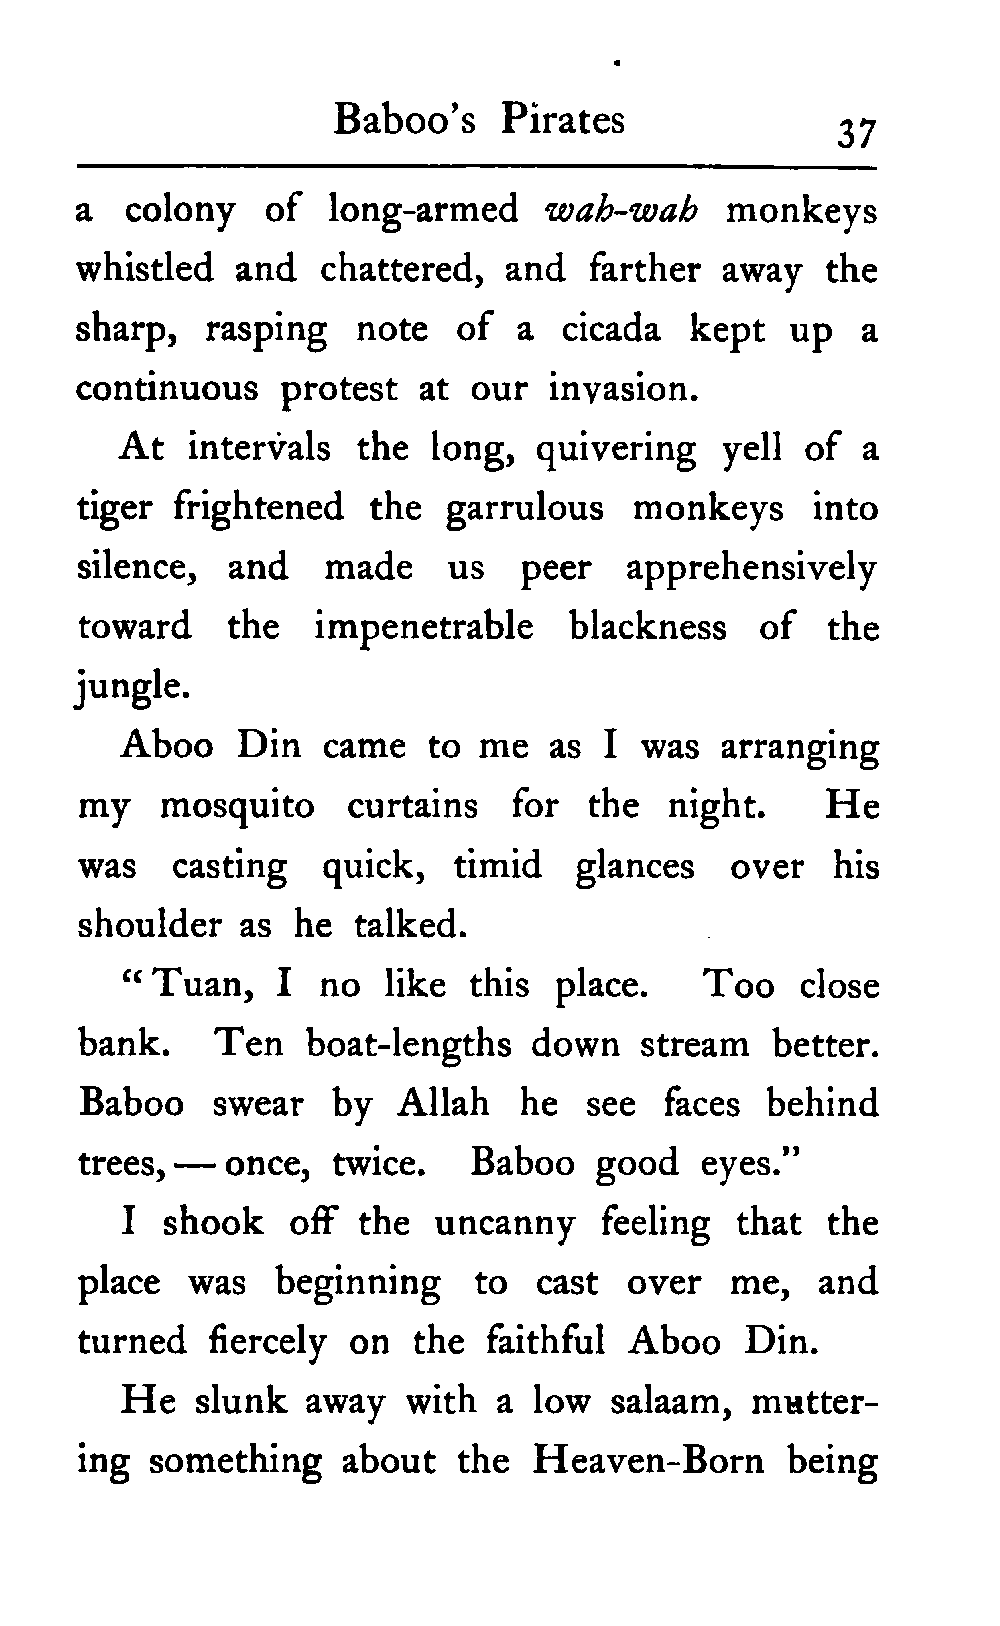 Baboo's Pirates 37
a colony of long-armed wah-wah monkeys
whistled and chattered, and farther away the
sharp, rasping note of a cicada kept up a
continuous protest at our invasion.
At intervals the long, quivering yell of a
tiger frightened the garrulous monkeys into
silence, and made us peer apprehensively
toward the impenetrable blackness of the
jungle.
Aboo Din came to me as I was arranging
my mosquito curtains for the night. He
was casting quick, timid glances over his
shoulder as he talked.
“Tuan, I no like this place. Too close
bank. Ten boat-lengths down stream better.
Baboo swear by Allah he see faces behind
trees, — once, twice. Baboo good eyes.”
I shook off the uncanny feeling that the
place was beginning to cast over me, and
turned fiercely on the faithful Aboo Din.
He slunk away with a low salaam, mutter-
ing something about the Heaven-Born being